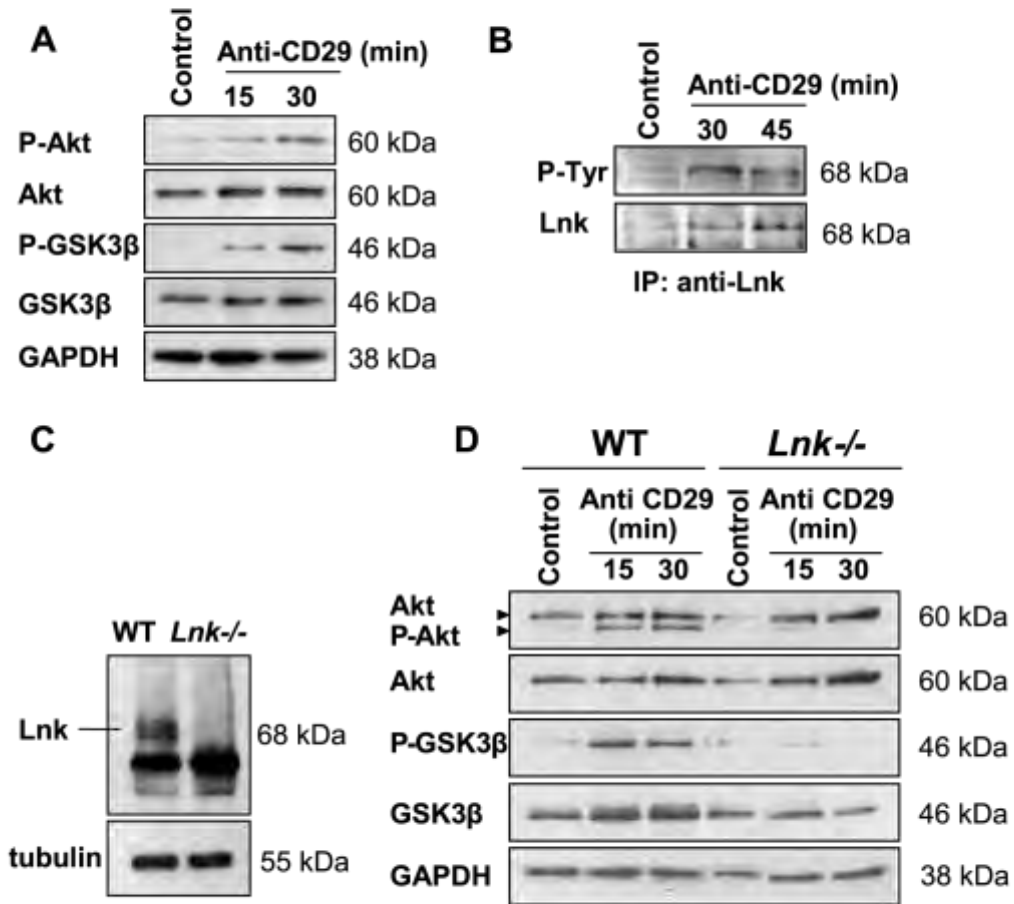 A
Control
Anti-CD29 (min)
15 30
P-Akt 60 kDa
Akt 60 kDa
P-GSK3β 46 kDa
GSK3β 46 kDa
GAPDH 38 kDa
B
Control
Anti-CD29 (min)
30 45
P-Tyr 68 kDa
Lnk 68 kDa
IP: anti-Lnk
C
WT Lnk-/-
Lnk 68 kDa
tubulin 55 kDa
D
WT Lnk-/-
Control
Anti CD29
(min)
15 30
Control
Anti CD29
(min)
15 30
Akt
P-Akt
60 kDa
Akt 60 kDa
P-GSK3β 46 kDa
GSK3β 46 kDa
GAPDH 38 kDa